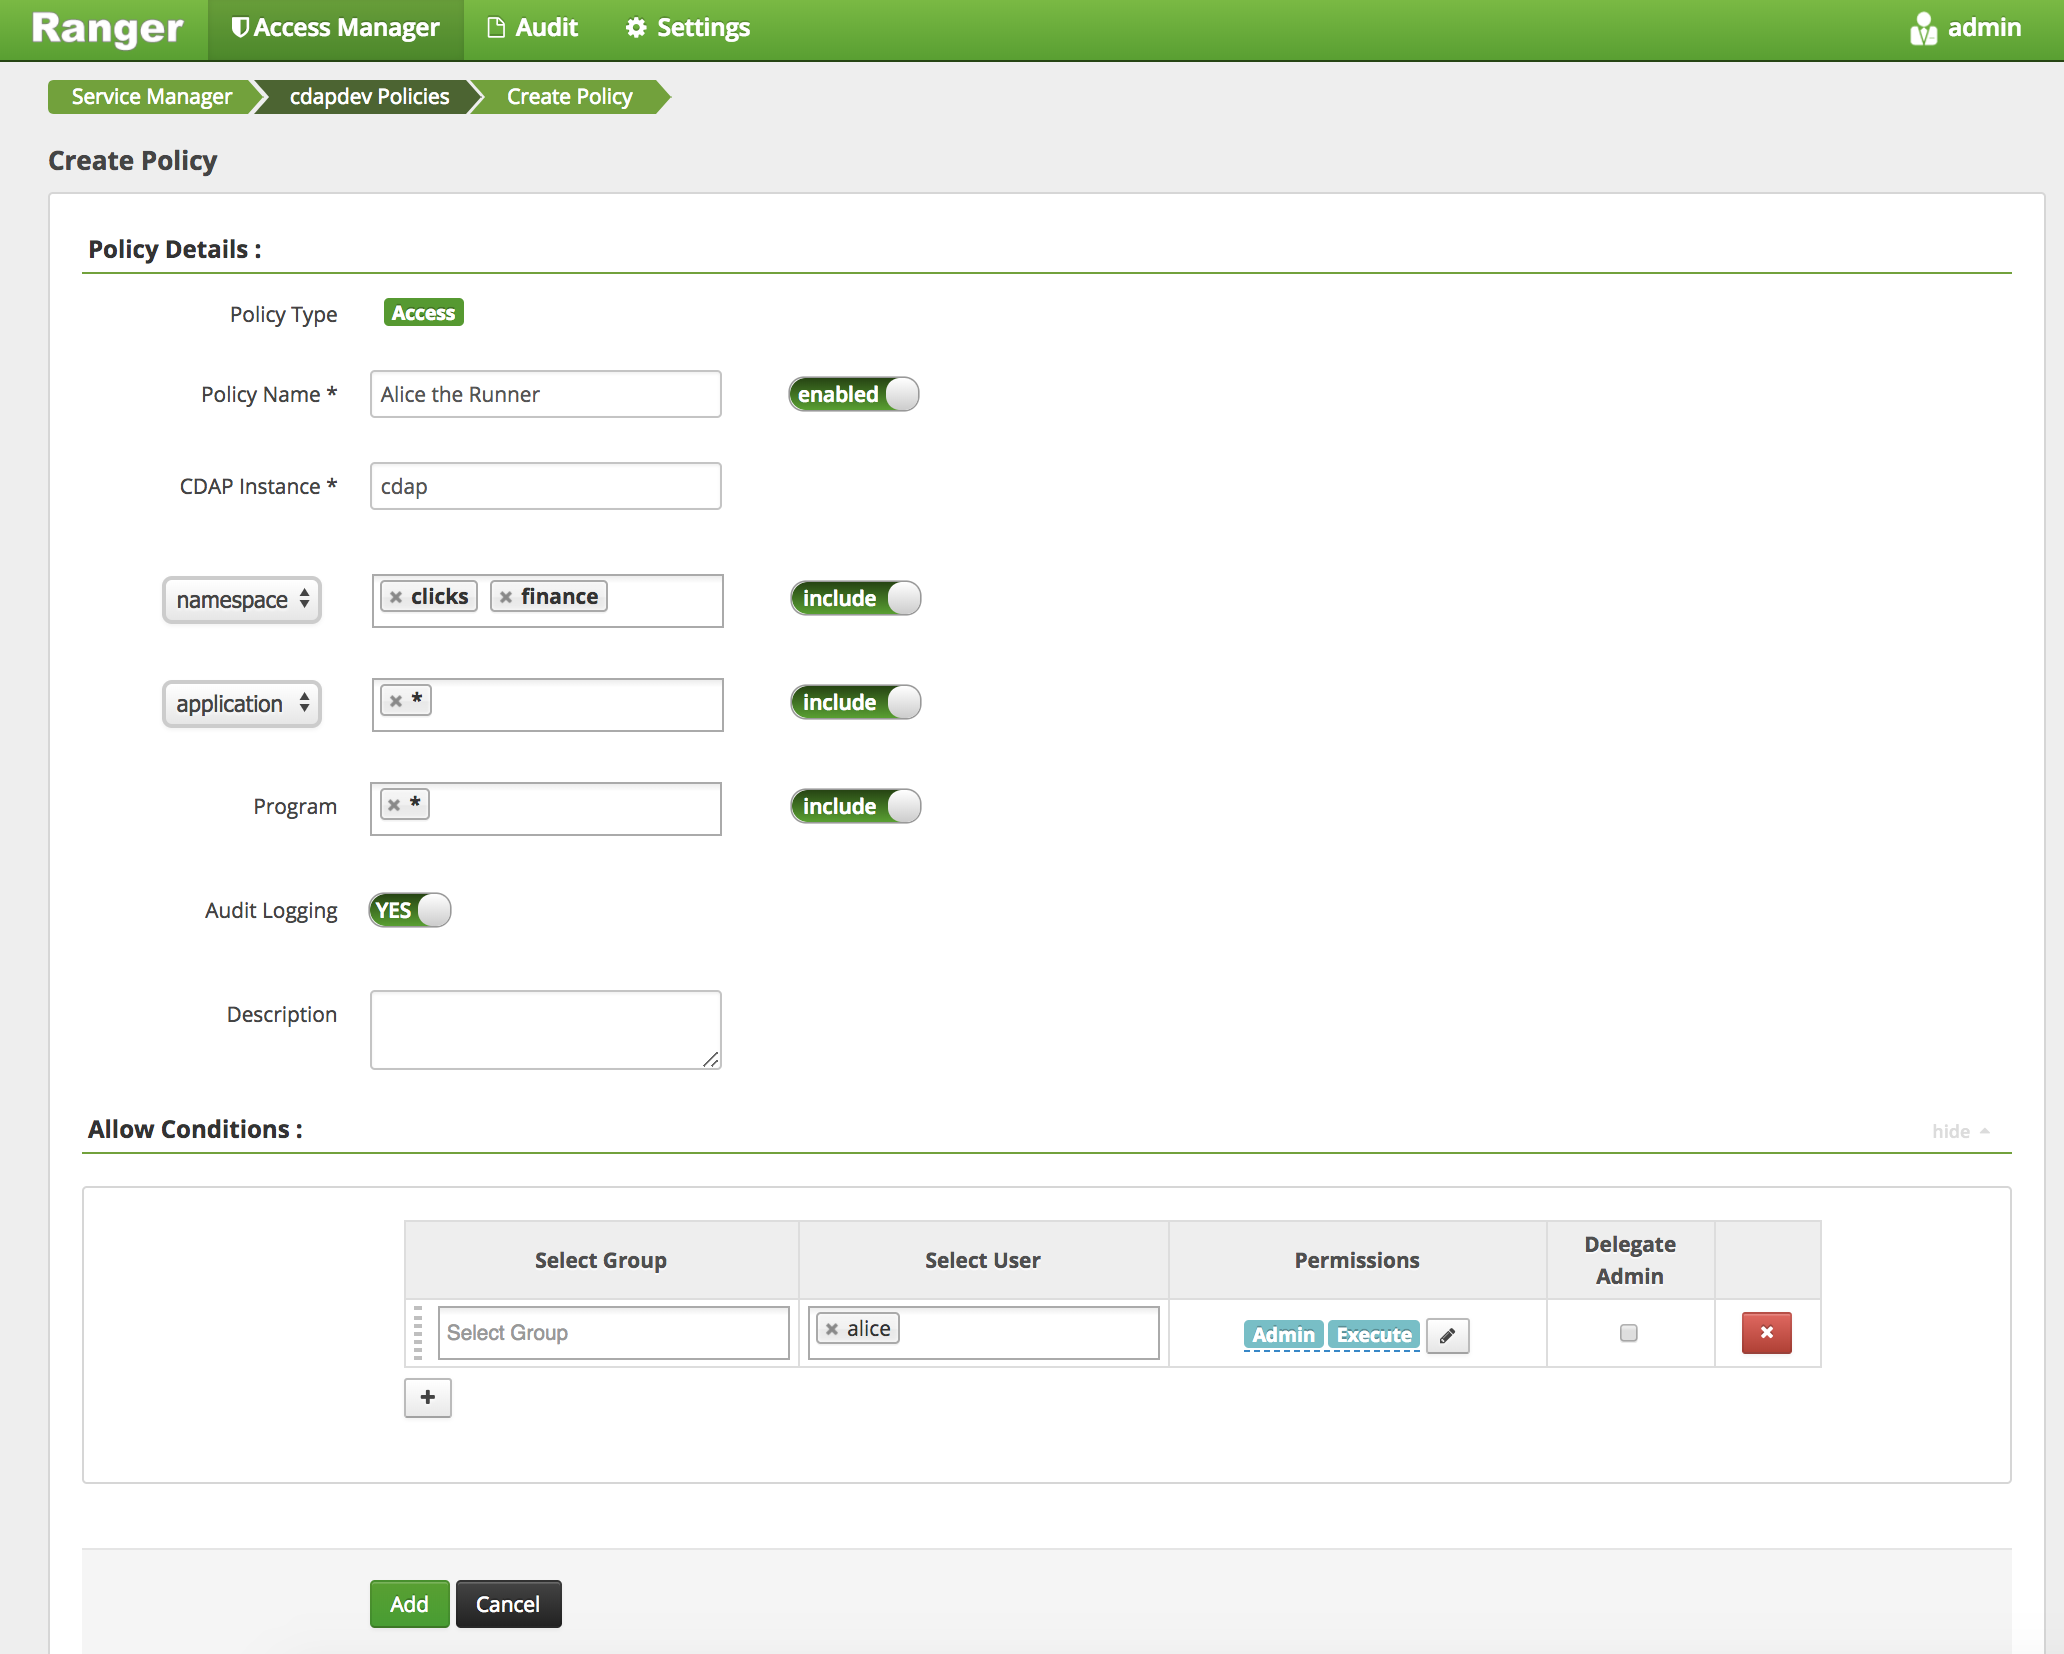 Ranger Access Manager Audit Settings admin
Service Manager cdapdev Policies Create Policy
Create Policy
Policy Details :
Policy Type Access
Policy Name * Alice the Runner enabled
CDAP Instance * cdap
namespace × clicks × finance include
application × * include
Program × * include
Audit Logging YES
Description
Allow Conditions : hide
Select Group Select User Permissions Delegate Admin
Select Group × alice Admin Execute
+
Add Cancel